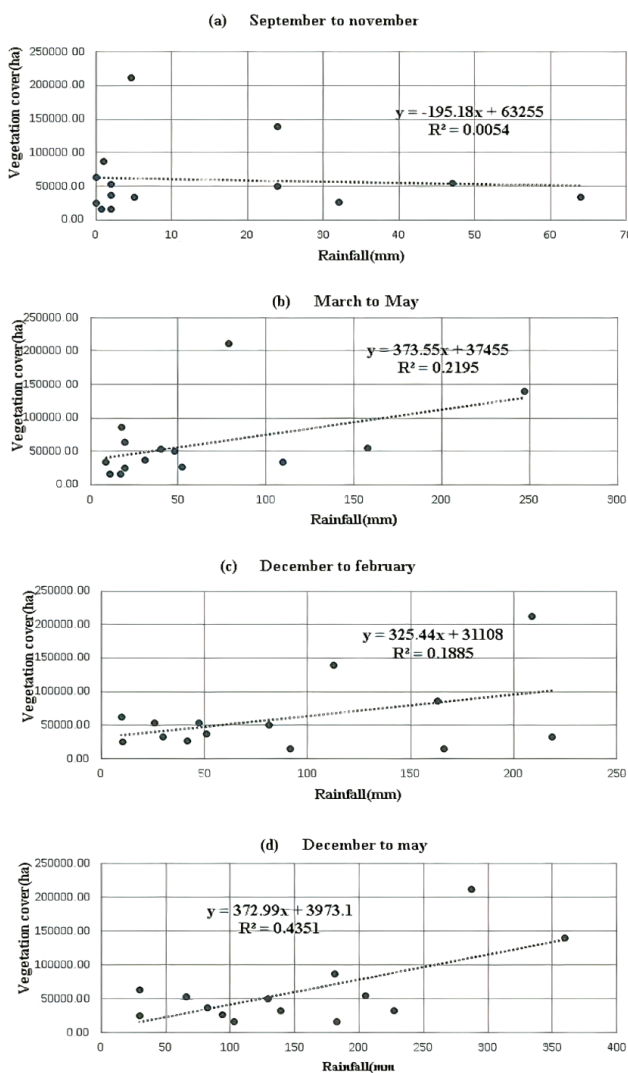 (a) September to november
Vegetation cover(ha)
250000.00
200000.00
150000.00
100000.00
50000.00
0.00
y = -195.18x + 63255
R² = 0.0054
0 10 20 30 40 50 60 70
Rainfall(mm)
(b) March to May
Vegetation cover(ha)
250000.00
200000.00
150000.00
100000.00
50000.00
0.00
y = 373.55x + 37455
R² = 0.2195
0 50 100 150 200 250 300
Rainfall(mm)
(c) December to february
Vegetation cover(ha)
250000.00
200000.00
150000.00
100000.00
50000.00
0.00
y = 325.44x + 31108
R² = 0.1885
0 50 100 150 200 250
Rainfall(mm)
(d) December to may
Vegetation cover(ha)
250000.00
200000.00
150000.00
100000.00
50000.00
0.00
y = 372.99x + 3973.1
R² = 0.4351
0 50 100 150 200 250 300 350 400
Rainfall(mm